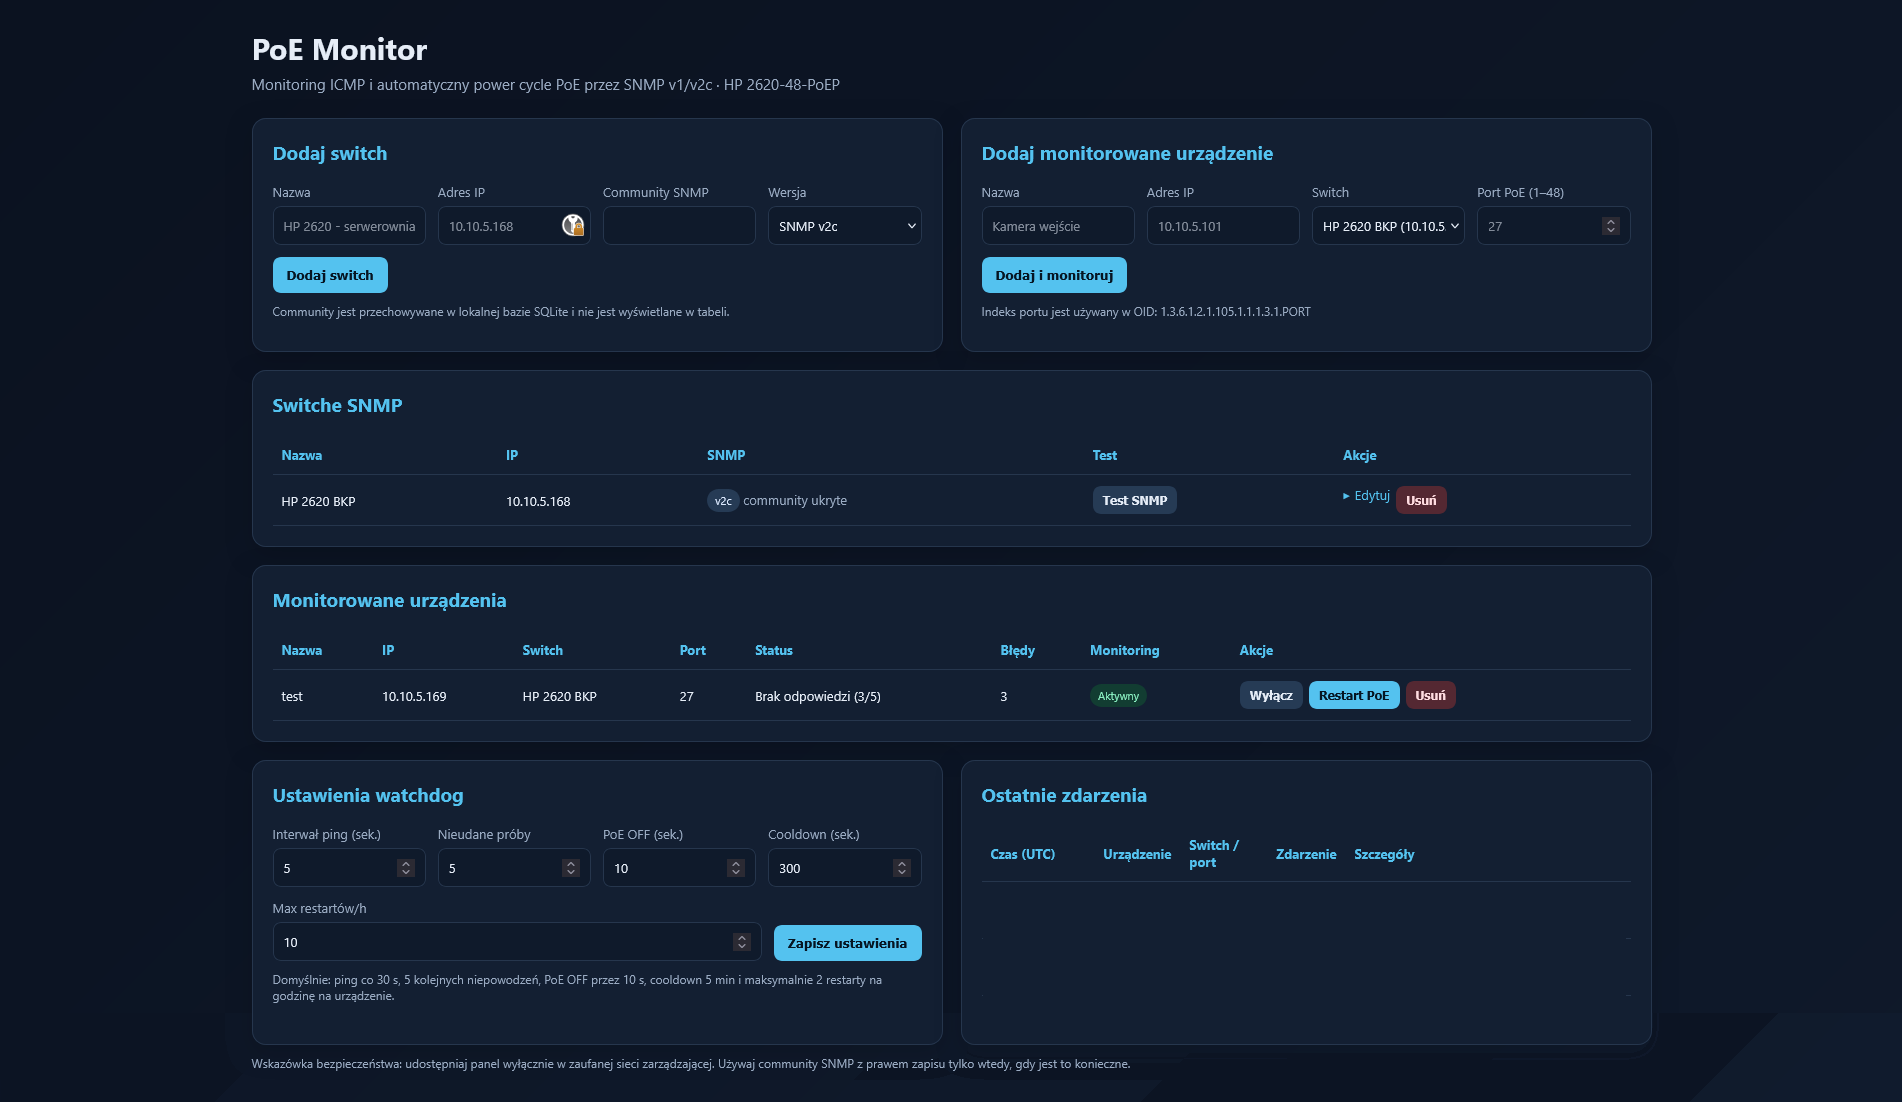 PoE Monitor
Monitoring ICMP i automatyczny power cycle PoE przez SNMP v1/v2c · HP 2620-48-PoEP
Dodaj switch
Nazwa Adres IP Community SNMP Wersja
HP 2620 - serwerownia 10.10.5.168 SNMP v2c
Dodaj switch
Community jest przechowywane w lokalnej bazie SQLite i nie jest wyświetlane w tabeli.
Dodaj monitorowane urządzenie
Nazwa Adres IP Switch Port PoE (1–48)
Kamera wejście 10.10.5.101 HP 2620 BKP (10.10.5. 27
Dodaj i monitoruj
Indeks portu jest używany w OID: 1.3.6.1.2.1.105.1.1.1.3.1.PORT
Switche SNMP
Nazwa IP SNMP Test Akcje
HP 2620 BKP 10.10.5.168 v2c community ukryte Test SNMP ▸ Edytuj Usuń
Monitorowane urządzenia
Nazwa IP Switch Port Status Błędy Monitoring Akcje
test 10.10.5.169 HP 2620 BKP 27 Brak odpowiedzi (3/5) 3 Aktywny Wyłącz Restart PoE Usuń
Ustawienia watchdog
Interwał ping (sek.) Nieudane próby PoE OFF (sek.) Cooldown (sek.)
5 5 10 300
Max restartów/h
10 Zapisz ustawienia
Domyślnie: ping co 30 s, 5 kolejnych niepowodzeń, PoE OFF przez 10 s, cooldown 5 min i maksymalnie 2 restarty na
godzinę na urządzenie.
Ostatnie zdarzenia
Czas (UTC) Urządzenie Switch / port Zdarzenie Szczegóły
Wskazówka bezpieczeństwa: udostępniaj panel wyłącznie w zaufanej sieci zarządzającej. Używaj community SNMP z prawem zapisu tylko wtedy, gdy jest to konieczne.